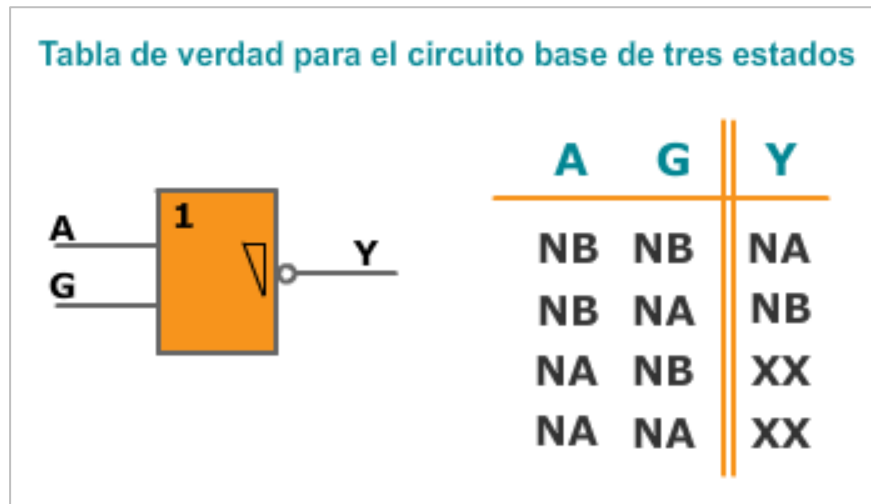 Tabla de verdad para el circuito base de tres estados
A
G
1
Y
A G Y
NB NB NA
NB NA NB
NA NB XX
NA NA XX